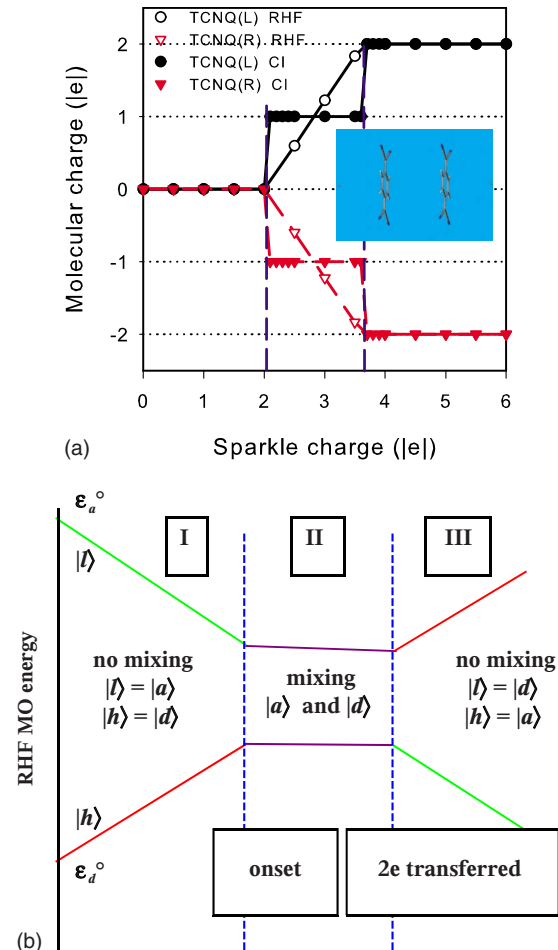 TCNQ(L) RHF
TCNQ(R) RHF
TCNQ(L) CI
TCNQ(R) CI
2
1
0
-1
-2
Molecular charge (|e|)
0 1 2 3 4 5 6
Sparkle charge (|e|)
(a)
εa°
I II III
|l⟩
no mixing
|l⟩ = |a⟩
|h⟩ = |d⟩
mixing
|a⟩ and |d⟩
no mixing
|l⟩ = |d⟩
|h⟩ = |a⟩
RHF MO energy
|h⟩
εd°
onset
2e transferred
(b)